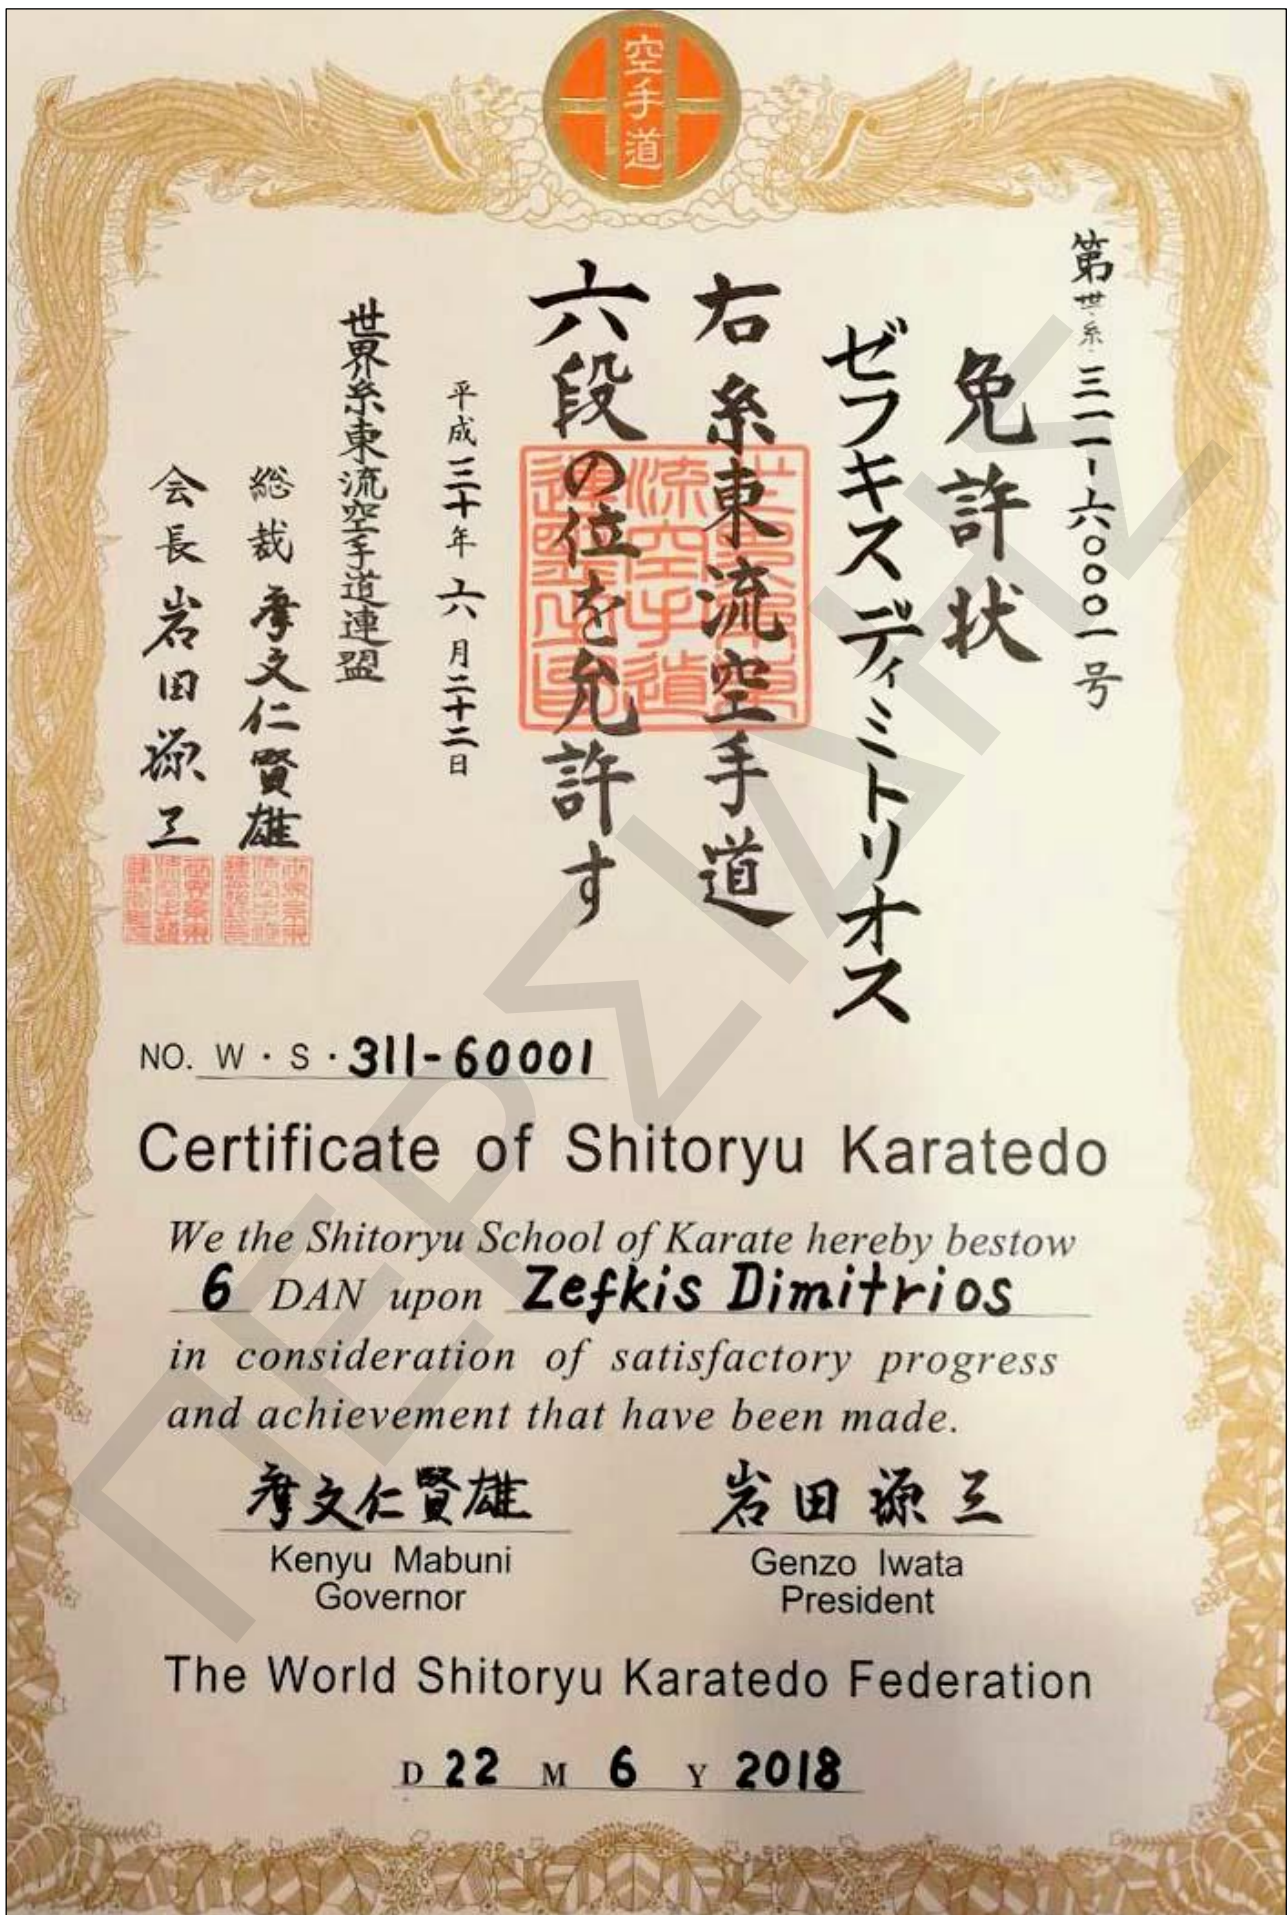 空手道
第世糸三一一-六〇〇〇一号
免許状
ゼフキスディミトリオス
右糸東流空手道
六段の位を允許す
平成三十年六月二十二日
世界糸東流空手道連盟
総裁 摩文仁賢雄
会長 岩田源三
NO. W・S・311-60001
Certificate of Shitoryu Karatedo
We the Shitoryu School of Karate hereby bestow
6 DAN upon Zefkis Dimitrios
in consideration of satisfactory progress
and achievement that have been made.
摩文仁賢雄 岩田源三
Kenyu Mabuni Genzo Iwata
Governor President
The World Shitoryu Karatedo Federation
D 22 M 6 Y 2018